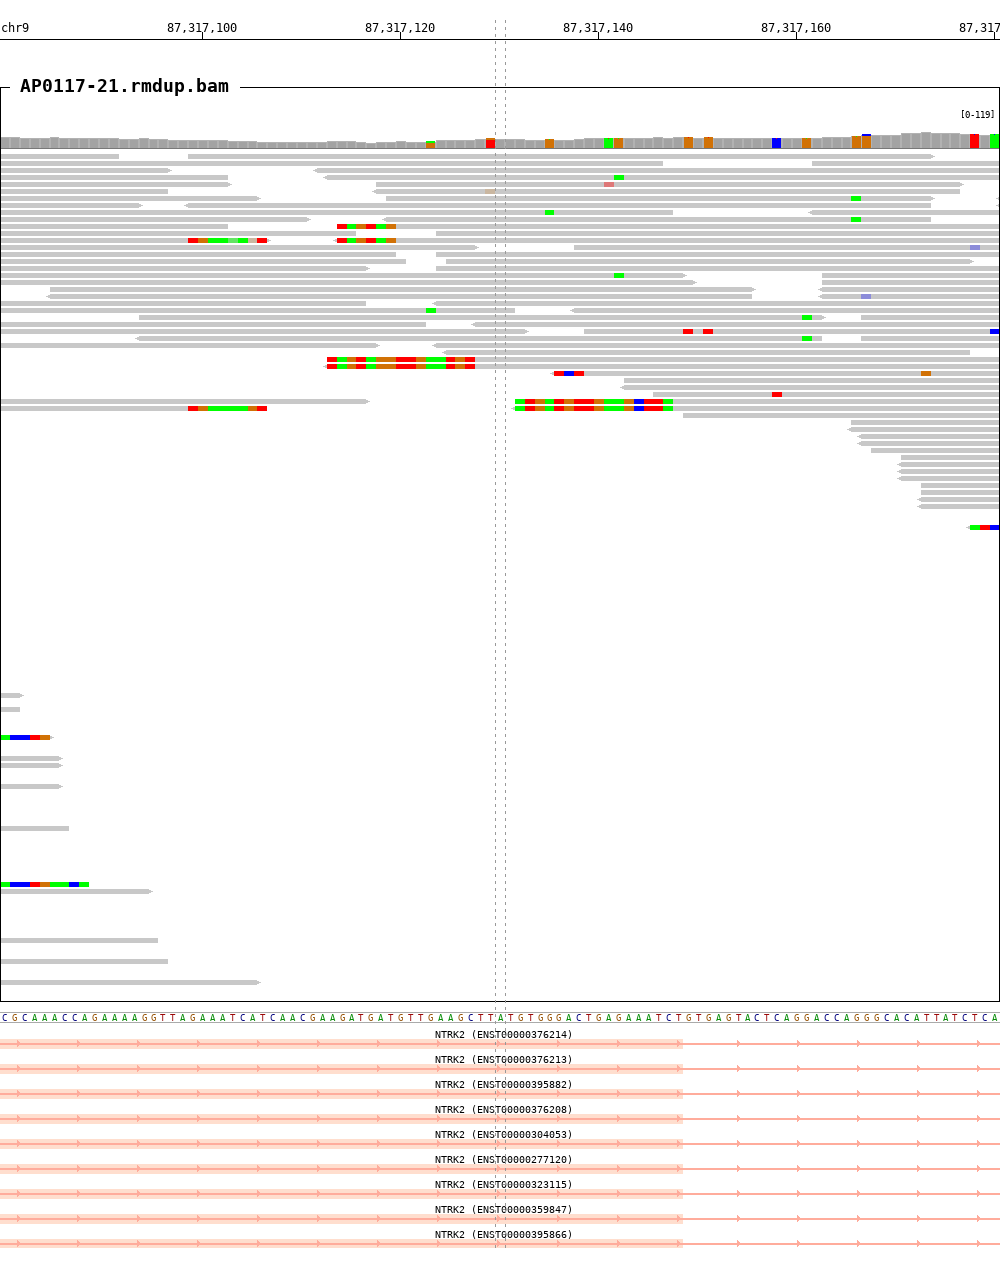 chr9 87,317,100 87,317,120 87,317,140 87,317,160 87,317
AP0117-21.rmdup.bam
[0-119]
C G C A A A C C A G A A A A G G T T A G A A A T C A T C A A C G A A G A T G A T G T T G A A G C T T A T G T G G G A C T G A G A A A T C T G T G A G T A C T C A G G A C C A G G G C A C A T T A T C T C A
NTRK2 (ENST00000376214)
NTRK2 (ENST00000376213)
NTRK2 (ENST00000395882)
NTRK2 (ENST00000376208)
NTRK2 (ENST00000304053)
NTRK2 (ENST00000277120)
NTRK2 (ENST00000323115)
NTRK2 (ENST00000359847)
NTRK2 (ENST00000395866)